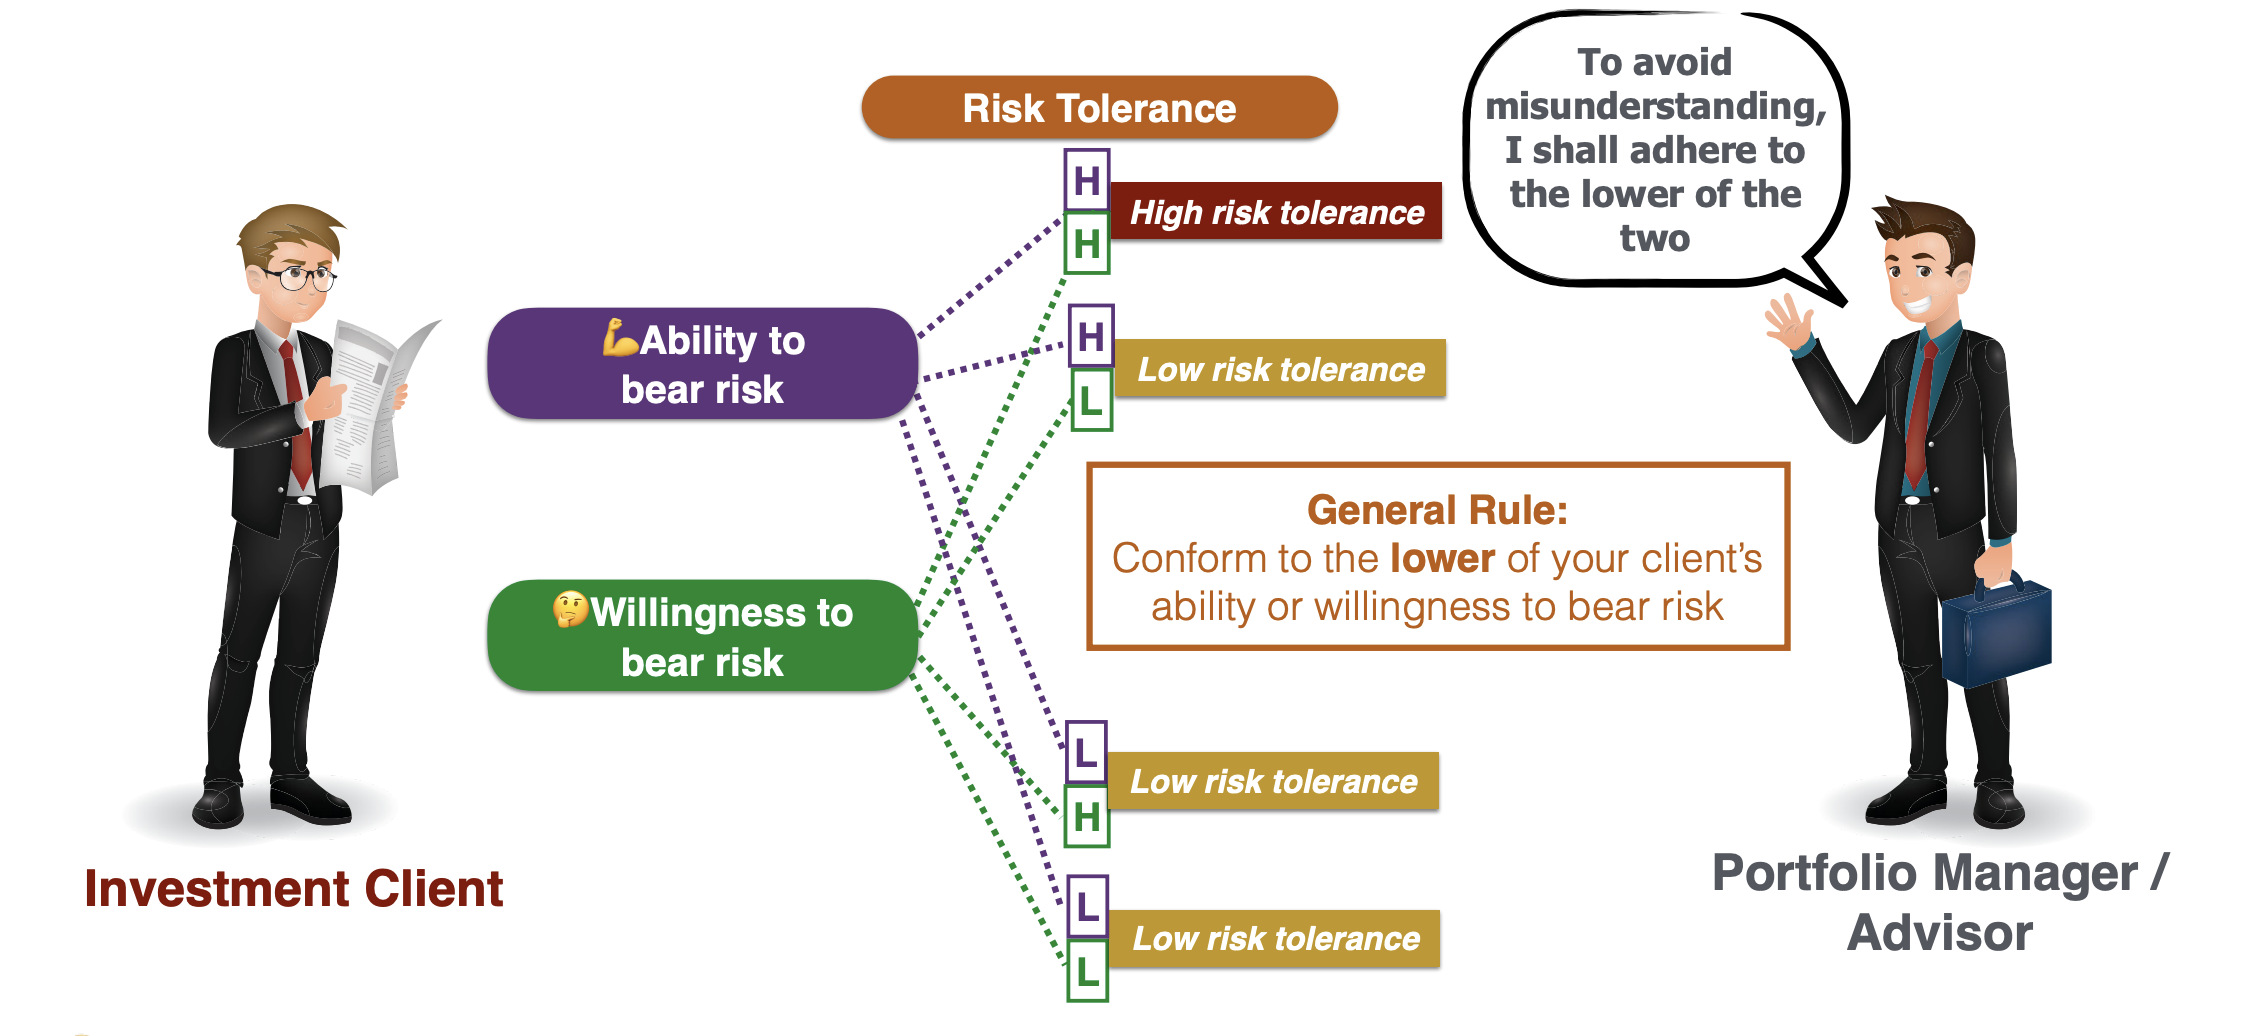 Risk Tolerance
To avoid
misunderstanding,
I shall adhere to
the lower of the
two
H
High risk tolerance
H
💪Ability to
bear risk
H
Low risk tolerance
L
General Rule:
Conform to the lower of your client's
ability or willingness to bear risk
🤔Willingness to
bear risk
L
Low risk tolerance
H
L
Low risk tolerance
L
Investment Client
Portfolio Manager /
Advisor